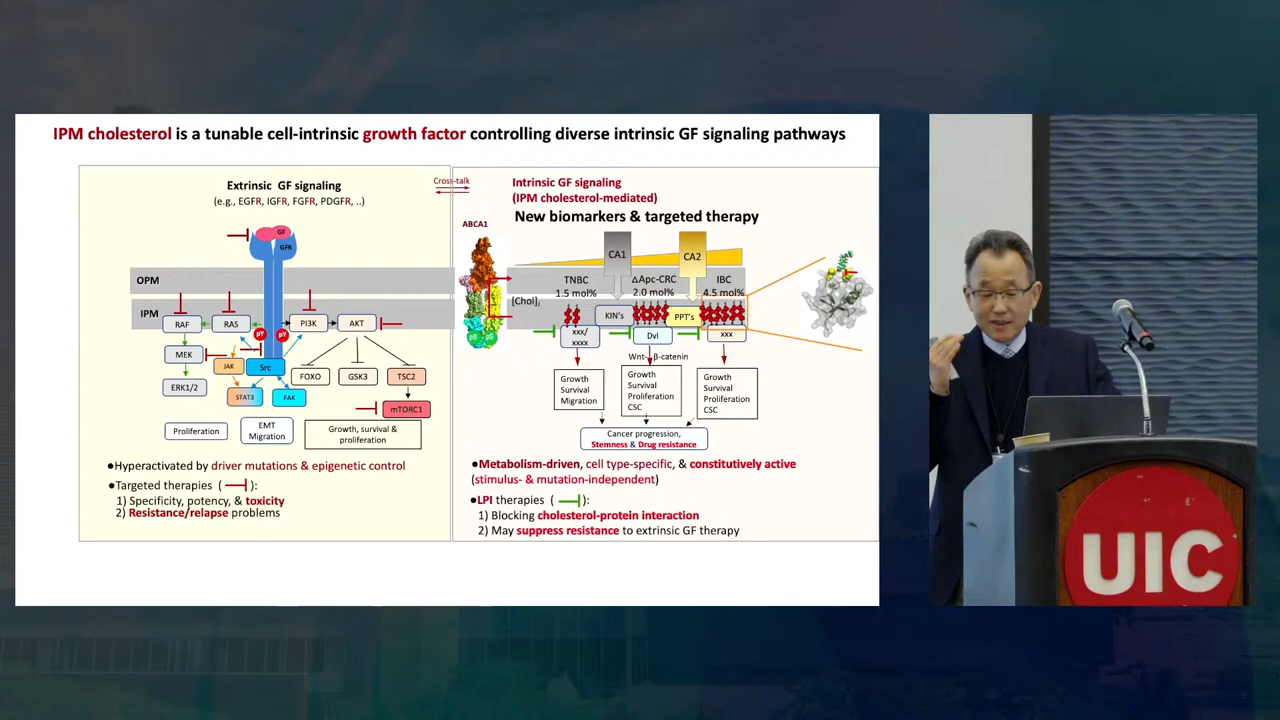 IPM cholesterol is a tunable cell-intrinsic growth factor controlling diverse intrinsic GF signaling pathways
Extrinsic GF signaling
(e.g., EGFR, IGFR, FGFR, PDGFR, ..)
GF
GFR
OPM
IPM
RAF
RAS
pY
pY
PI3K
AKT
MEK
JAK
Src
ERK1/2
STAT3
FAK
FOXO
GSK3
TSC2
mTORC1
Proliferation
EMT
Migration
Growth, survival &
proliferation
●Hyperactivated by driver mutations & epigenetic control
●Targeted therapies ( ):
1) Specificity, potency, & toxicity
2) Resistance/relapse problems
Cross-talk
Intrinsic GF signaling
(IPM cholesterol-mediated)
New biomarkers & targeted therapy
ABCA1
CA1
CA2
TNBC
1.5 mol%
ΔApc-CRC
2.0 mol%
IBC
4.5 mol%
[Chol]i
KIN's
PPT's
xxx/
xxxx
Dvl
xxx
Wnt-β-catenin
Growth
Survival
Migration
Growth
Survival
Proliferation
CSC
Growth
Survival
Proliferation
CSC
Cancer progression,
Stemness & Drug resistance
●Metabolism-driven, cell type-specific, & constitutively active
(stimulus- & mutation-independent)
●LPI therapies ( ):
1) Blocking cholesterol-protein interaction
2) May suppress resistance to extrinsic GF therapy
UIC